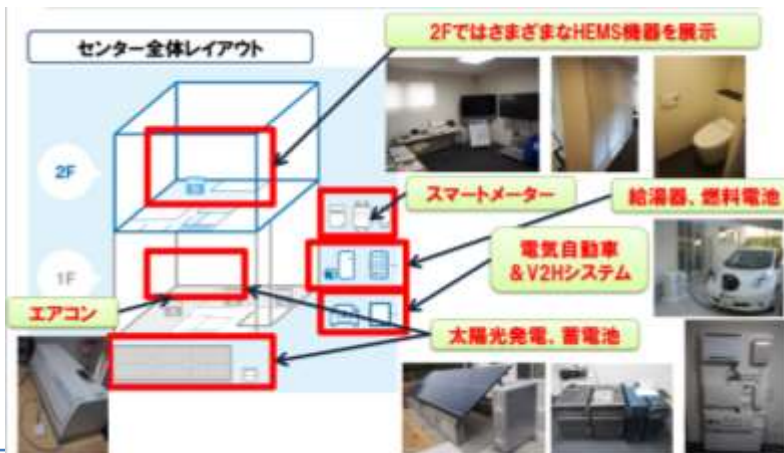 センター全体レイアウト
2FではさまざまなHEMS機器を展示
2F
スマートメーター
給湯器、燃料電池
電気自動車
&V2Hシステム
1F
エアコン
太陽光発電、蓄電池